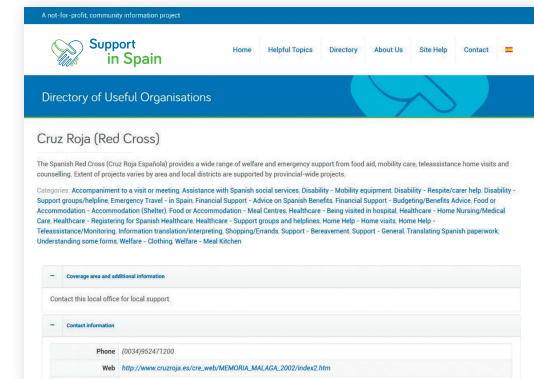 A not-for-profit, community information project
Support
in Spain
Home Helpful Topics Directory About Us Site Help Contact
Directory of Useful Organisations
Cruz Roja (Red Cross)
The Spanish Red Cross (Cruz Roja Española) provides a wide range of welfare and emergency support from food aid, mobility care, teleassistance home visits and
counselling. Extent of projects varies by area and local districts are supported by provincial-wide projects.
Categories: Accompaniment to a visit or meeting, Assistance with Spanish social services, Disability - Mobility equipment, Disability - Respite/carer help, Disability -
Support groups/helpline, Emergency Travel - in Spain, Financial Support - Advice on Spanish Benefits, Financial Support - Budgeting/Benefits Advice, Food or
Accommodation - Accommodation (Shelter), Food or Accommodation - Meal Centres, Healthcare - Being visited in hospital, Healthcare - Home Nursing/Medical
Care, Healthcare - Registering for Spanish Healthcare, Healthcare - Support groups and helplines, Home Help - Home visits, Home Help -
Teleassistance/Monitoring, Information translation/interpreting, Shopping/Errands, Support - Bereavement, Support - General, Translating Spanish paperwork,
Understanding some forms, Welfare - Clothing, Welfare - Meal Kitchen
– Coverage area and additional information
Contact this local office for local support
– Contact information
Phone (0034)952471200
Web http://www.cruzroja.es/cre_web/MEMORIA_MALAGA_2002/index2.htm